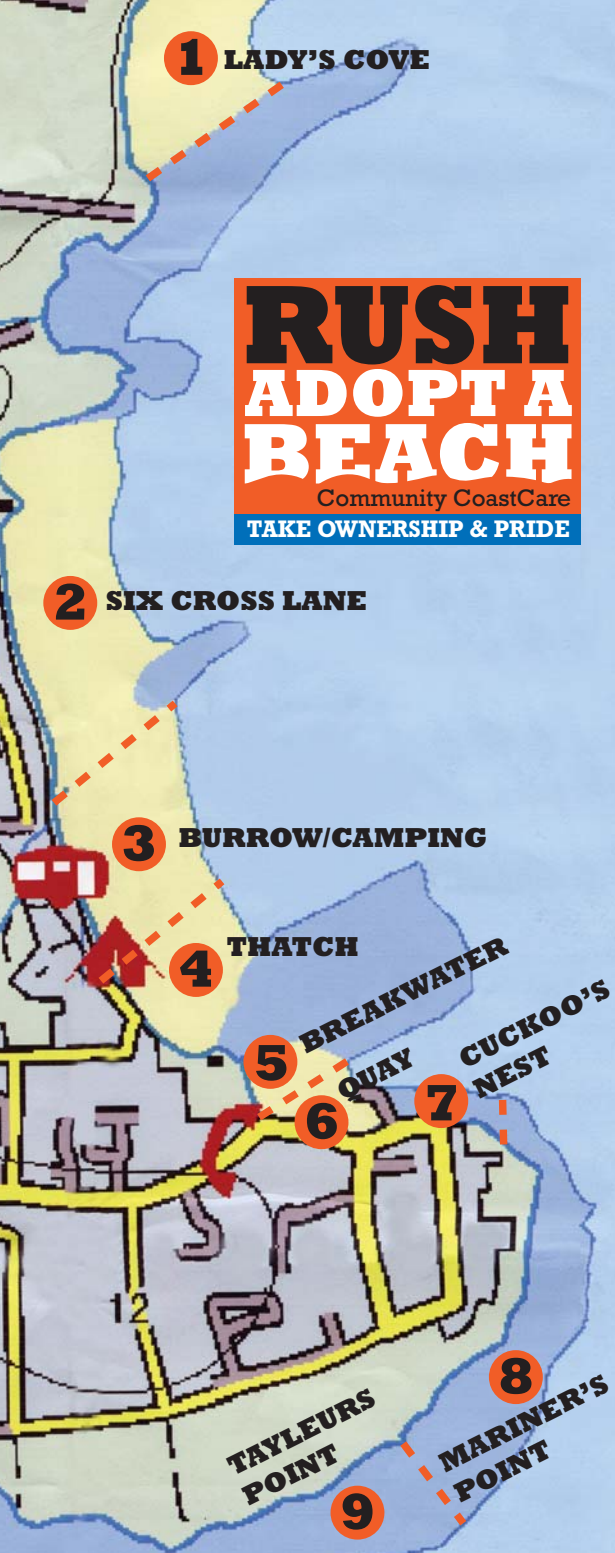 1 LADY'S COVE
RUSH
ADOPT A
BEACH
Community CoastCare
TAKE OWNERSHIP & PRIDE
2 SIX CROSS LANE
3 BURROW/CAMPING
4 THATCH
5 BREAKWATER
6 QUAY
7 CUCKOO'S
NEST
12
8 MARINER'S
POINT
TAYLEURS
POINT
9